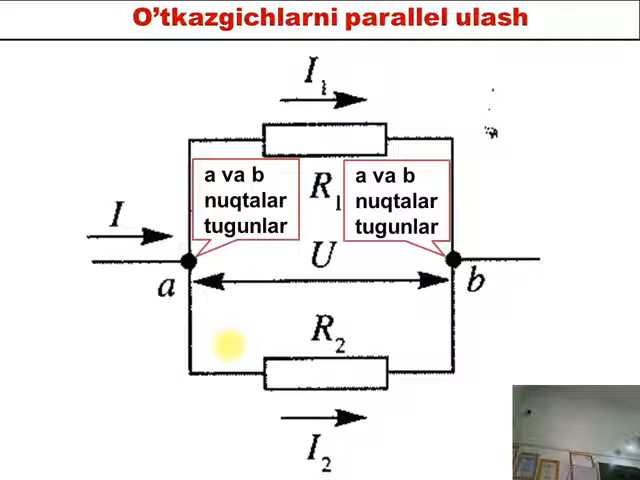 O'tkazgichlarni parallel ulash
I₁
a va b
nuqtalar
tugunlar
R₁
a va b
nuqtalar
tugunlar
I
U
a
b
R₂
I₂